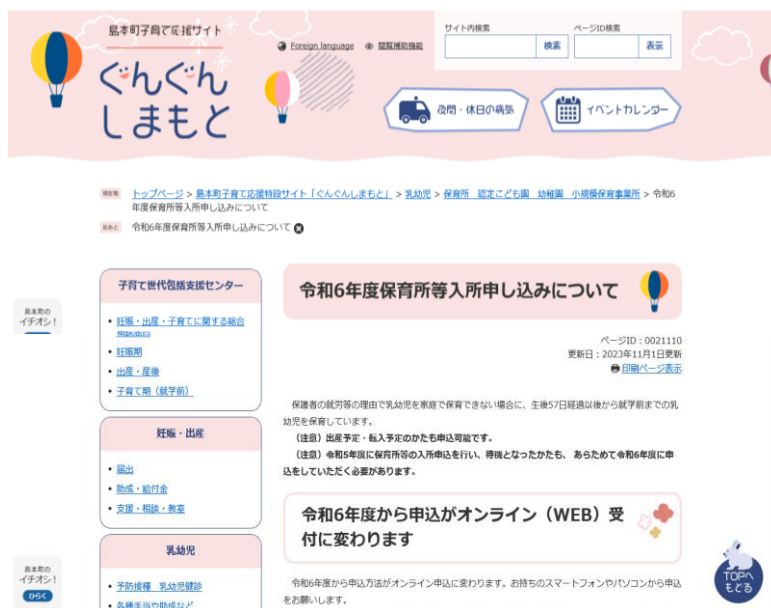 島本町子育て応援サイト
ぐんぐん
しまもと
Foreign language
閲覧補助機能
サイト内検索
検索
ページID検索
表示
夜間・休日の病気
イベントカレンダー
現在地 トップページ > 島本町子育て応援特設サイト「ぐんぐんしまもと」 > 乳幼児 > 保育所 認定こども園 幼稚園 小規模保育事業所 > 令和6
年度保育所等入所申し込みについて
足あと 令和6年度保育所等入所申し込みについて
島本町の
イチオシ！
子育て世代包括支援センター
• 妊娠・出産・子育てに関する総合
相談窓口
• 妊娠期
• 出産・産後
• 子育て期（就学前）
妊娠・出産
• 届出
• 助成・給付金
• 支援・相談・教室
乳幼児
• 予防接種 乳幼児健診
• 各種手当や助成など
島本町の
イチオシ！
ひらく
令和6年度保育所等入所申し込みについて
ページID：0021110
更新日：2023年11月1日更新
印刷ページ表示
保護者の就労等の理由で乳幼児を家庭で保育できない場合に、生後57日経過以後から就学前までの乳
幼児を保育しています。
（注意）出産予定・転入予定のかたも申込可能です。
（注意）令和5年度に保育所等の入所申込を行い、待機となったかたも、 あらためて令和6年度に申
込をしていただく必要があります。
令和6年度から申込がオンライン（WEB）受
付に変わります
令和6年度から申込方法がオンライン申込に変わります。お持ちのスマートフォンやパソコンから申込
をお願いします。
TOPへ
もどる